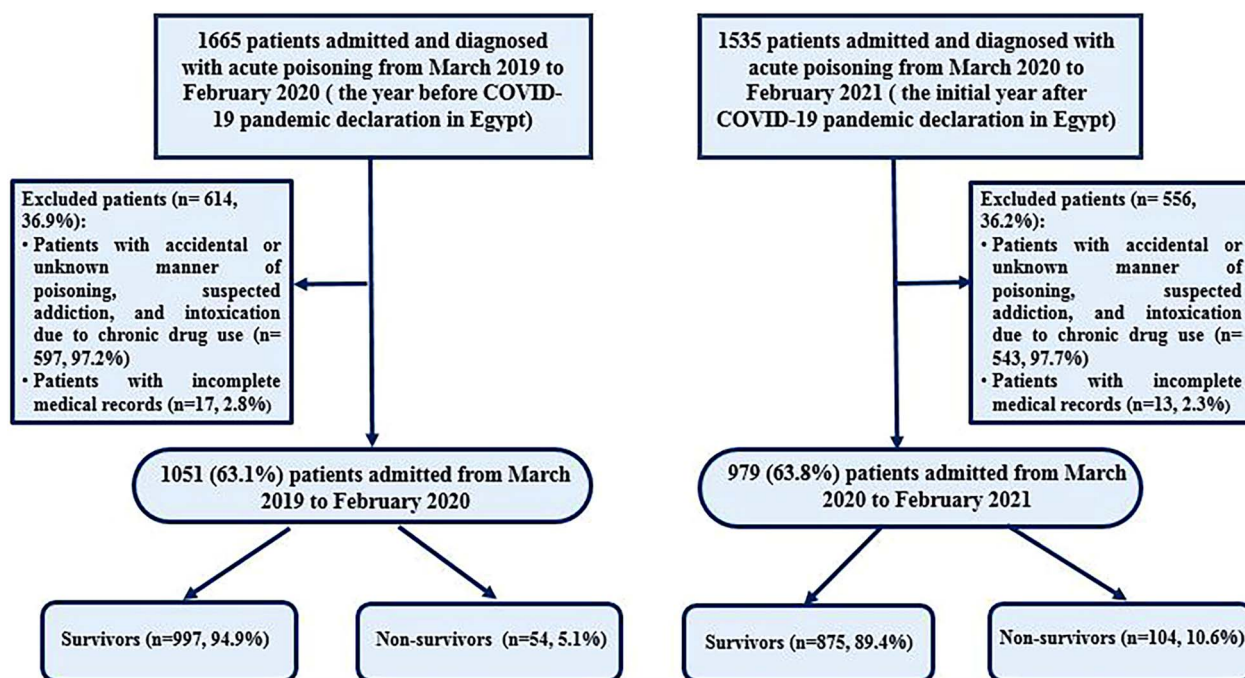 1665 patients admitted and diagnosed
with acute poisoning from March 2019 to
February 2020 ( the year before COVID-
19 pandemic declaration in Egypt)
Excluded patients (n= 614,
36.9%):
• Patients with accidental or
unknown manner of
poisoning, suspected
addiction, and intoxication
due to chronic drug use (n=
597, 97.2%)
• Patients with incomplete
medical records (n=17, 2.8%)
1051 (63.1%) patients admitted from March
2019 to February 2020
Survivors (n=997, 94.9%)
Non-survivors (n=54, 5.1%)
1535 patients admitted and diagnosed with
acute poisoning from March 2020 to
February 2021 ( the initial year after
COVID-19 pandemic declaration in Egypt)
Excluded patients (n= 556,
36.2%):
• Patients with accidental or
unknown manner of
poisoning, suspected
addiction, and intoxication
due to chronic drug use (n=
543, 97.7%)
• Patients with incomplete
medical records (n=13, 2.3%)
979 (63.8%) patients admitted from March
2020 to February 2021
Survivors (n=875, 89.4%)
Non-survivors (n=104, 10.6%)